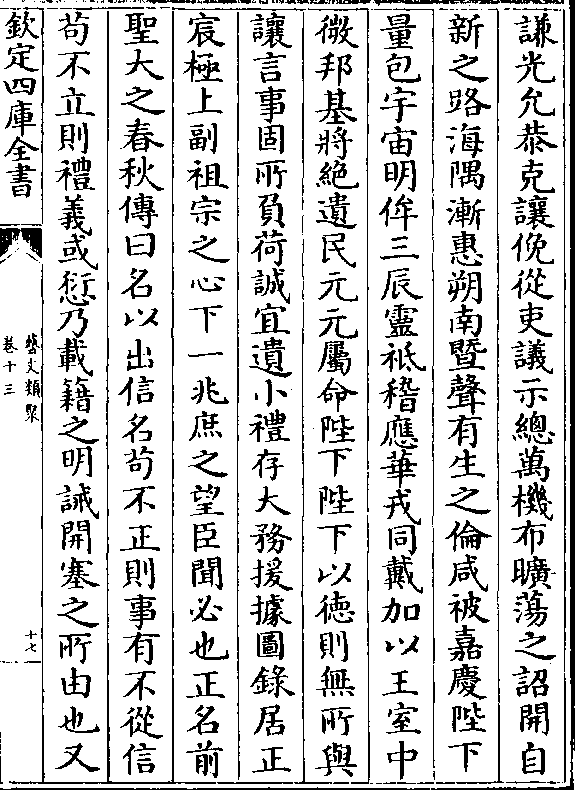 謙光允恭克讓俛從吏議示總萬機布曠蕩之詔開自
新之路海隅漸惠朔南暨聲有生之倫咸被嘉慶陛下
量包宇宙明侔三辰靈祗稽應華戎同戴加以王室中
微邦基將絶遺民元元屬命陛下陛下以德則無所與
讓言事固所負荷誠宜遺小禮存大務援據圖錄居正
宸極上副祖宗之心下一兆庶之望臣聞必也正名前
聖大之春秋傳曰名以出信名茍不正則事有不從信
茍不立則禮義或愆乃載籍之明誡開塞之所由也又
欽定四庫全書
藝文類聚
卷十三
十七